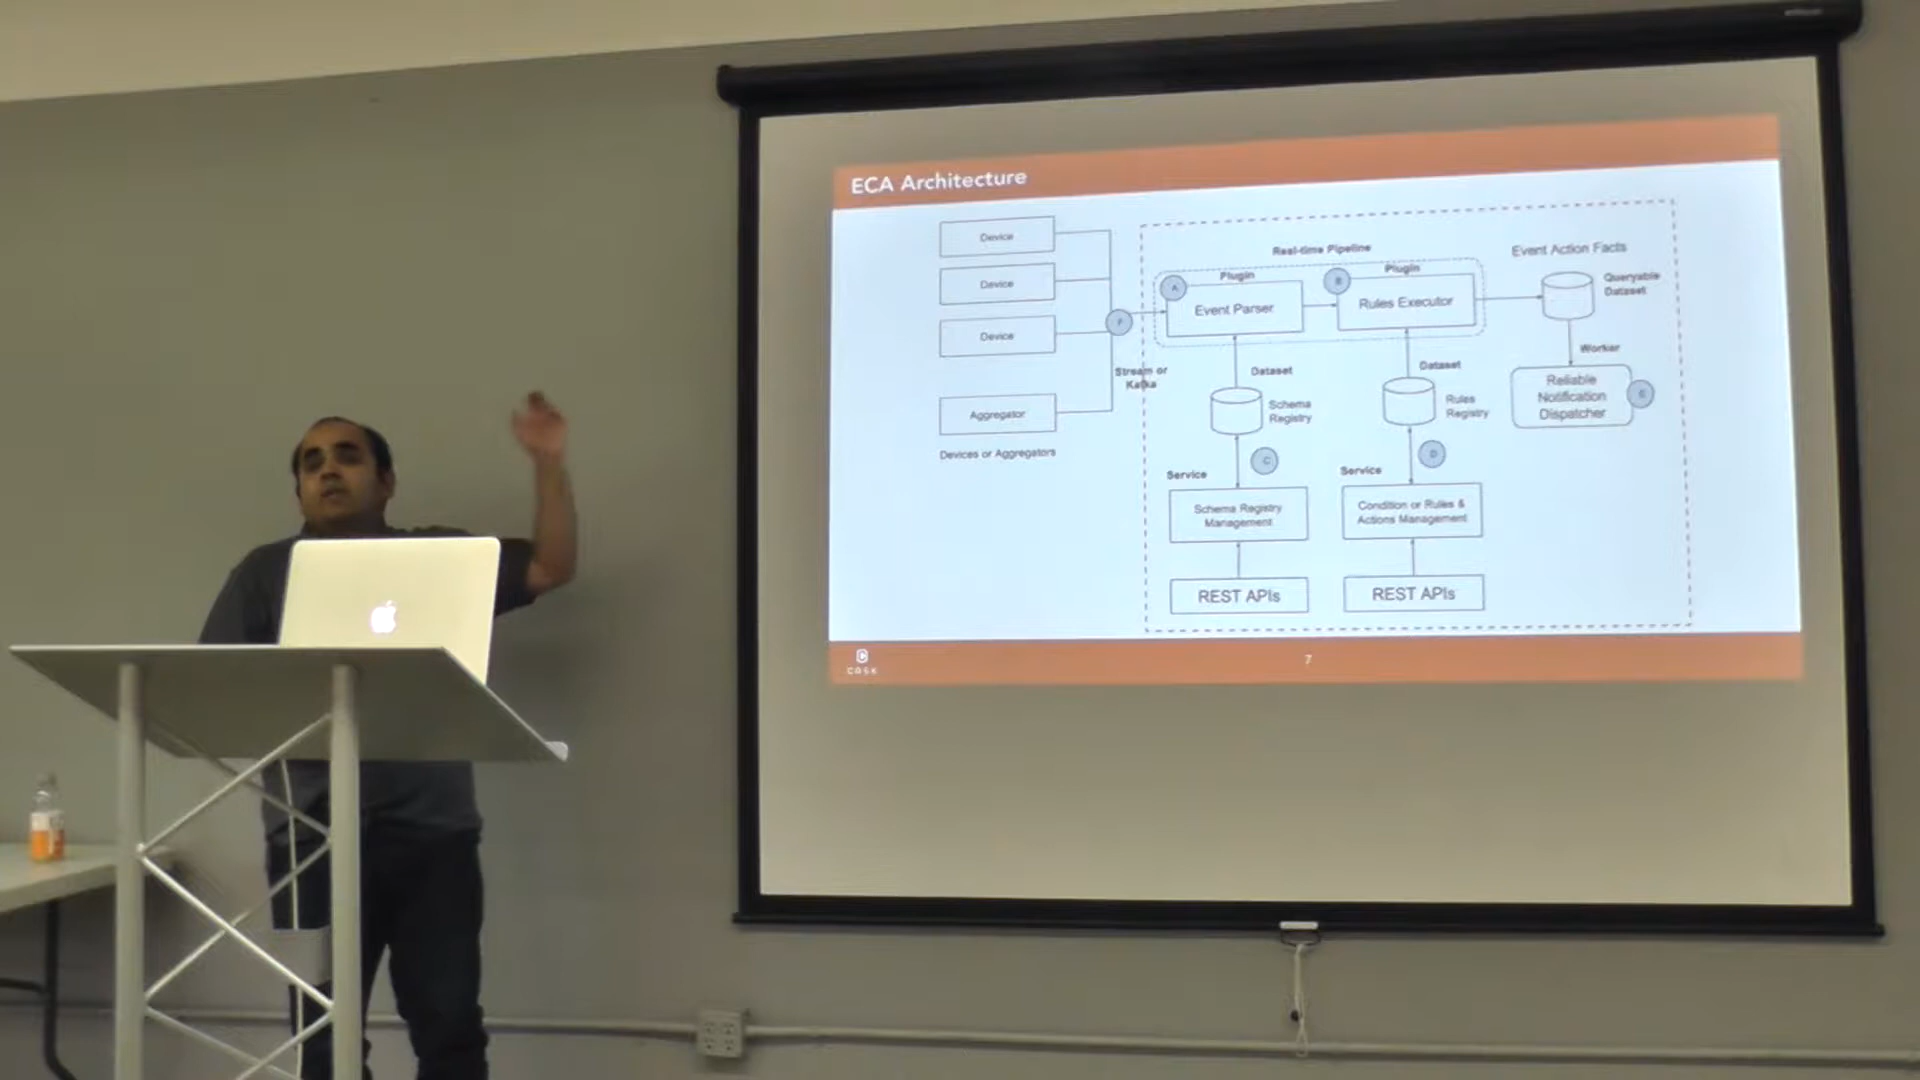 ECA Architecture
Device
Device
Device
Aggregator
Devices or Aggregators
F
Stream or
Kafka
Real-time Pipeline
A
Plugin
Event Parser
B
Plugin
Rules Executor
Event Action Facts
Queryable
Dataset
Worker
Reliable
Notification
Dispatcher
E
Dataset
Schema
Registry
C
Service
Schema Registry
Management
REST APIs
Dataset
Rules
Registry
D
Service
Condition or Rules &
Actions Management
REST APIs
CASK
7